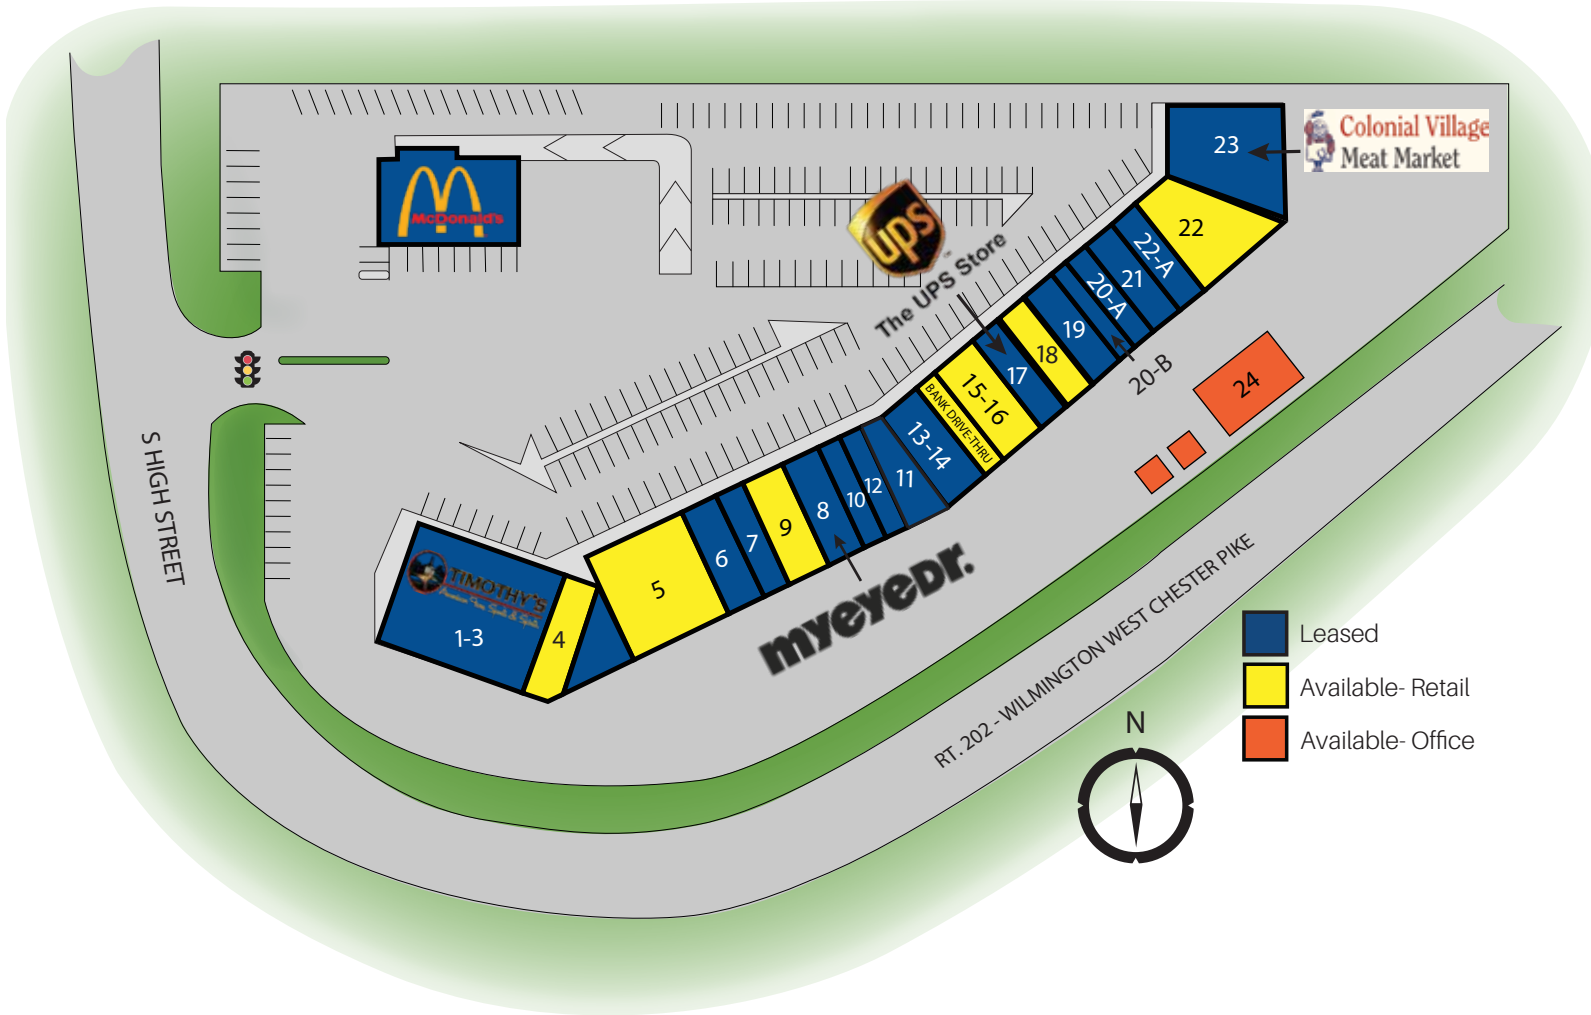 McDonald's
23
Colonial Village
Meat Market
22
ups
The UPS Store
22-A
21
20-A
19
20-B
18
17
15-16
BANK DRIVE-THRU
13-14
24
11
12
10
8
9
7
6
5
myeyeDr.
TIMOTHY'S
1-3
4
S HIGH STREET
RT. 202 - WILMINGTON WEST CHESTER PIKE
Leased
Available- Retail
Available- Office
N